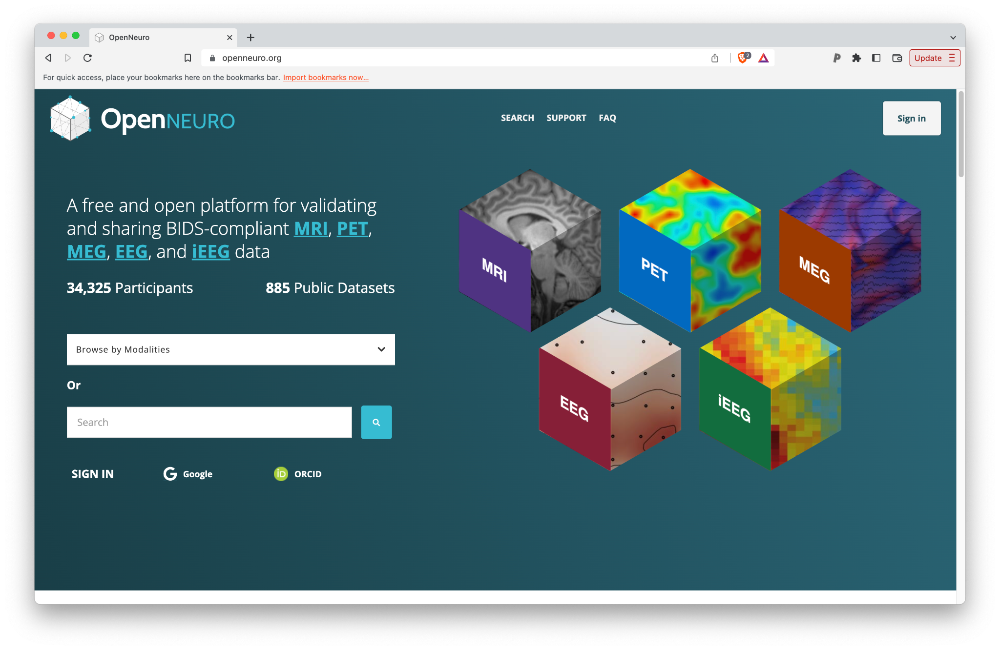 OpenNeuro
openneuro.org
2
Update
For quick access, place your bookmarks here on the bookmarks bar. Import bookmarks now...
OpenNEURO
SEARCH SUPPORT FAQ
Sign in
A free and open platform for validating
and sharing BIDS-compliant MRI, PET,
MEG, EEG, and iEEG data
34,325 Participants 885 Public Datasets
Browse by Modalities
Or
Search
SIGN IN Google iD ORCID
MRI
PET
MEG
EEG
iEEG